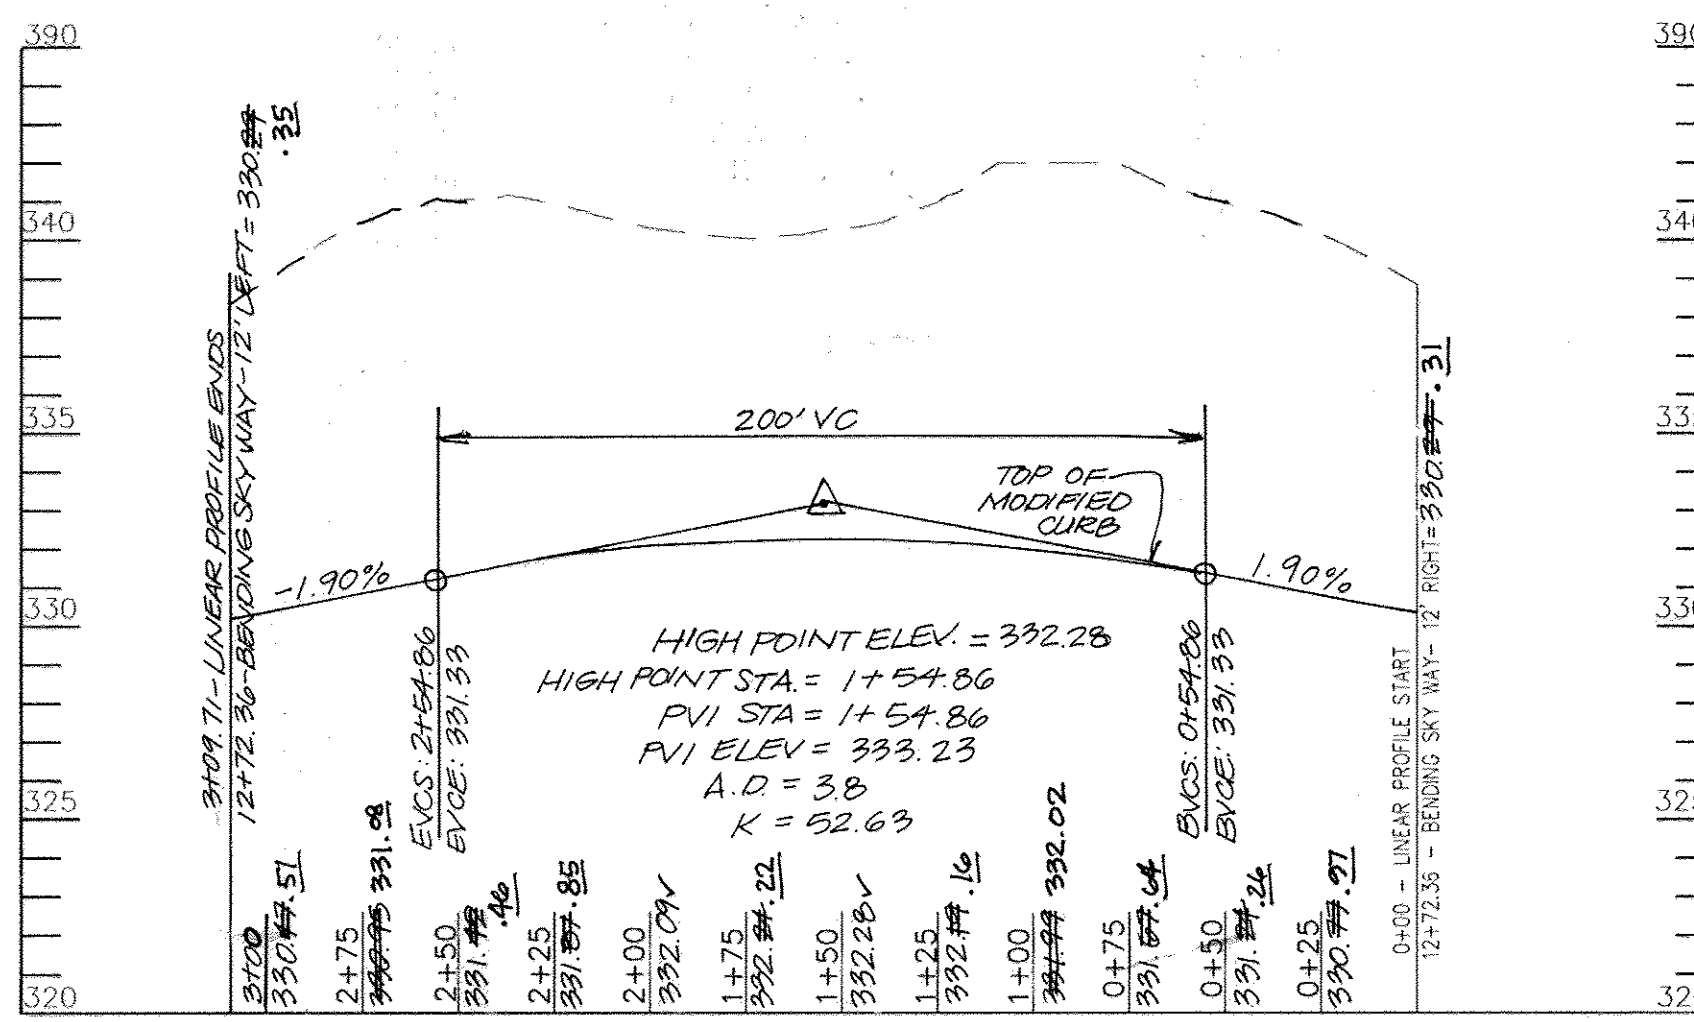 390
340
335
330
325
320
3+09.71-LINEAR PROFILE ENDS
12+72.36-BENDING SKY WAY-12' LEFT = 330.
.35
200' VC
TOP OF
MODIFIED
CURB
-1.90%
1.90%
HIGH POINT ELEV. = 332.28
HIGH POINT STA. = 1+54.86
PVI STA = 1+54.86
PVI ELEV = 333.23
A.D. = 3.8
K = 52.63
EVCS: 2+54.86
EVCE: 331.33
BVCS: 0+54.86
BVCE: 331.33
0+00 - LINEAR PROFILE START
12+72.36 - BENDING SKY WAY- 12' RIGHT=330. .31
3+00
330. .51
2+75
331.08
2+50
331. .46
2+25
331. .85
2+00
332.09✓
1+75
332. .22
1+50
332.28✓
1+25
332. .16
1+00
332.02
0+75
331. .64
0+50
331. .26
0+25
330. .97